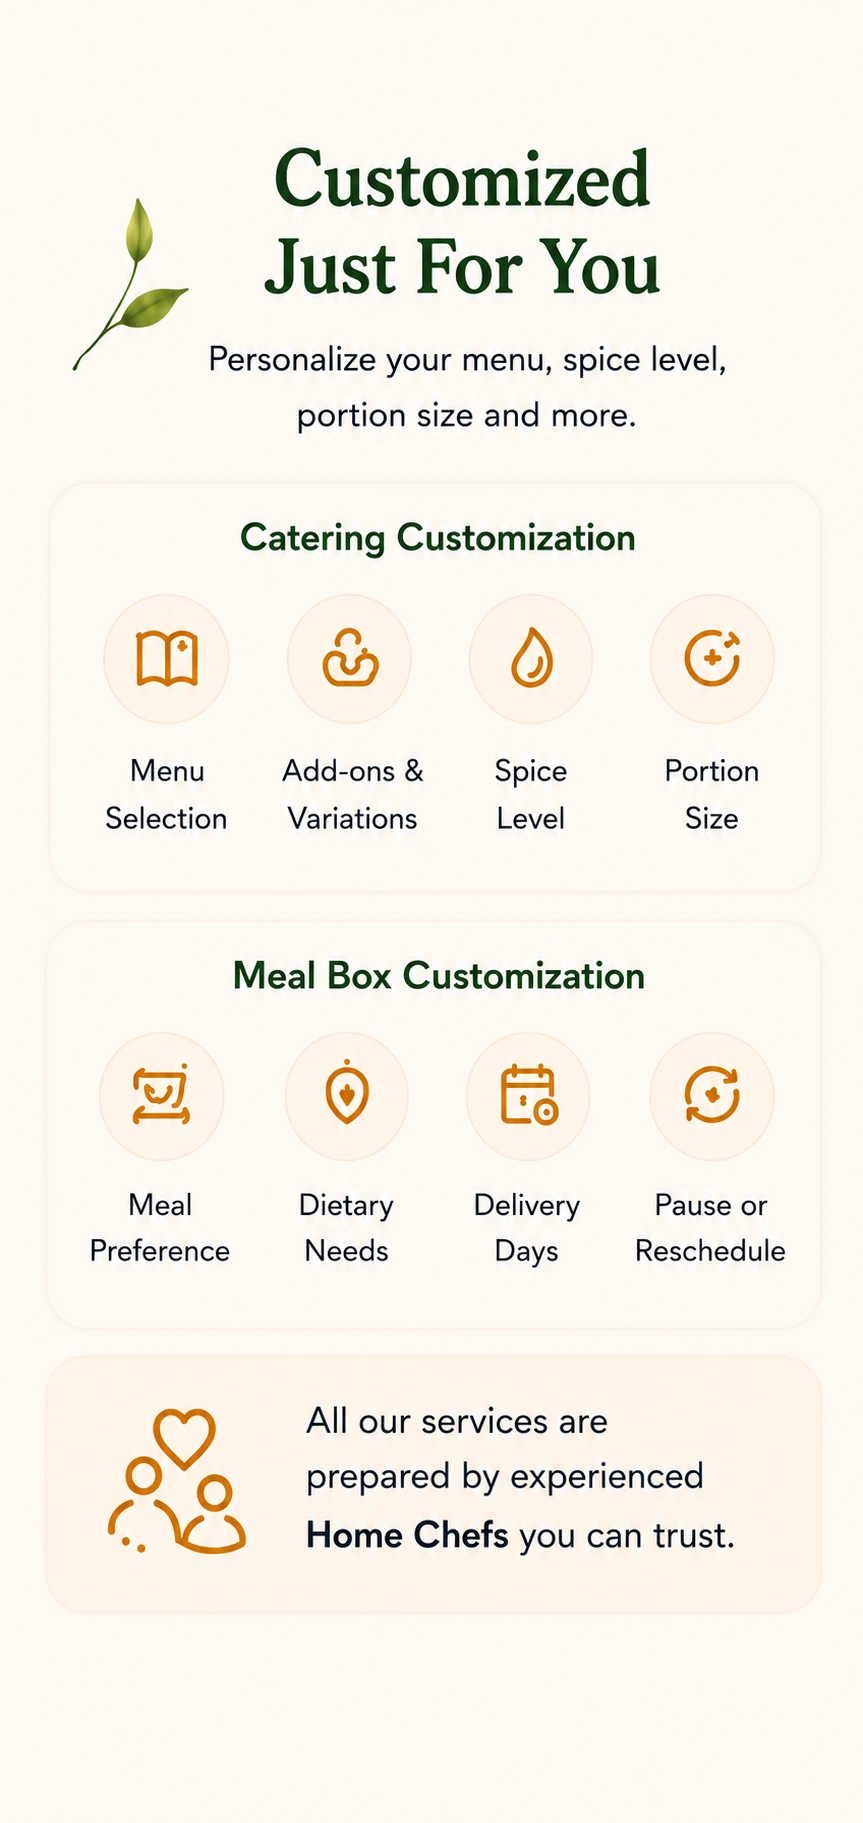 Customized
Just For You
Personalize your menu, spice level,
portion size and more.
Catering Customization
Menu
Selection
Add-ons &
Variations
Spice
Level
Portion
Size
Meal Box Customization
Meal
Preference
Dietary
Needs
Delivery
Days
Pause or
Reschedule
All our services are
prepared by experienced
Home Chefs you can trust.